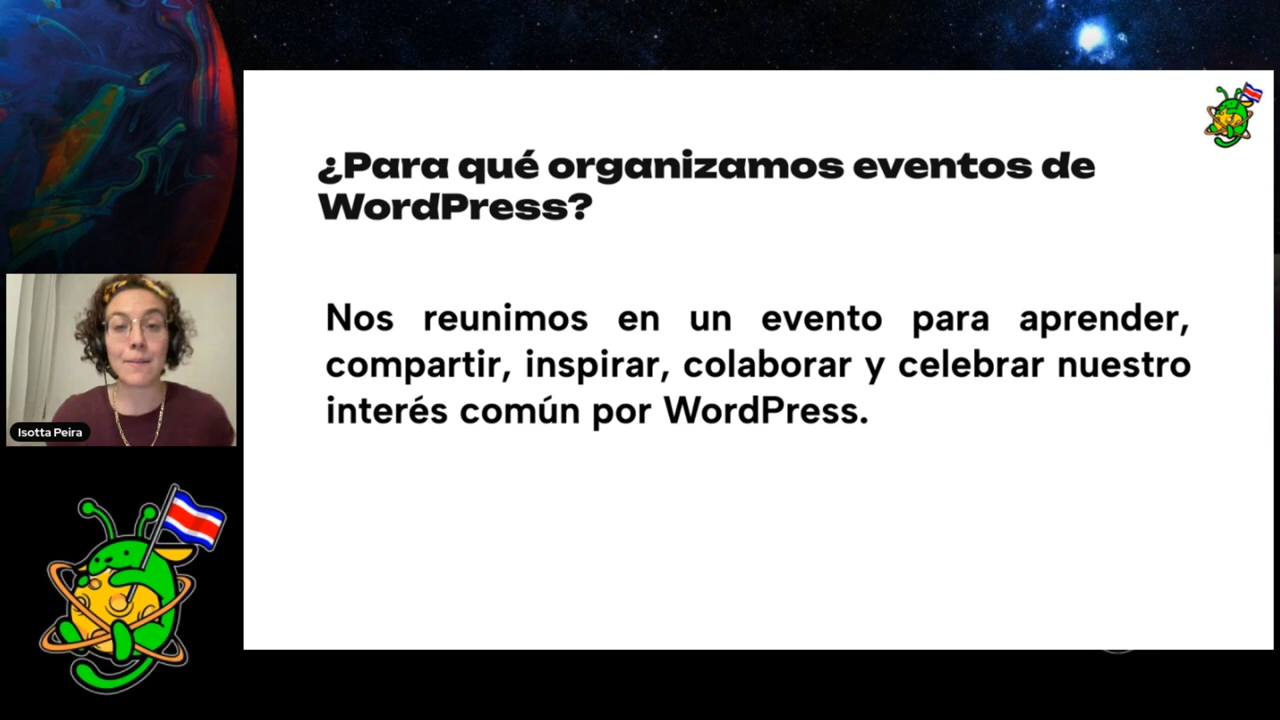 ¿Para qué organizamos eventos de
WordPress?
Nos reunimos en un evento para aprender,
compartir, inspirar, colaborar y celebrar nuestro
interés común por WordPress.
Isotta Peira